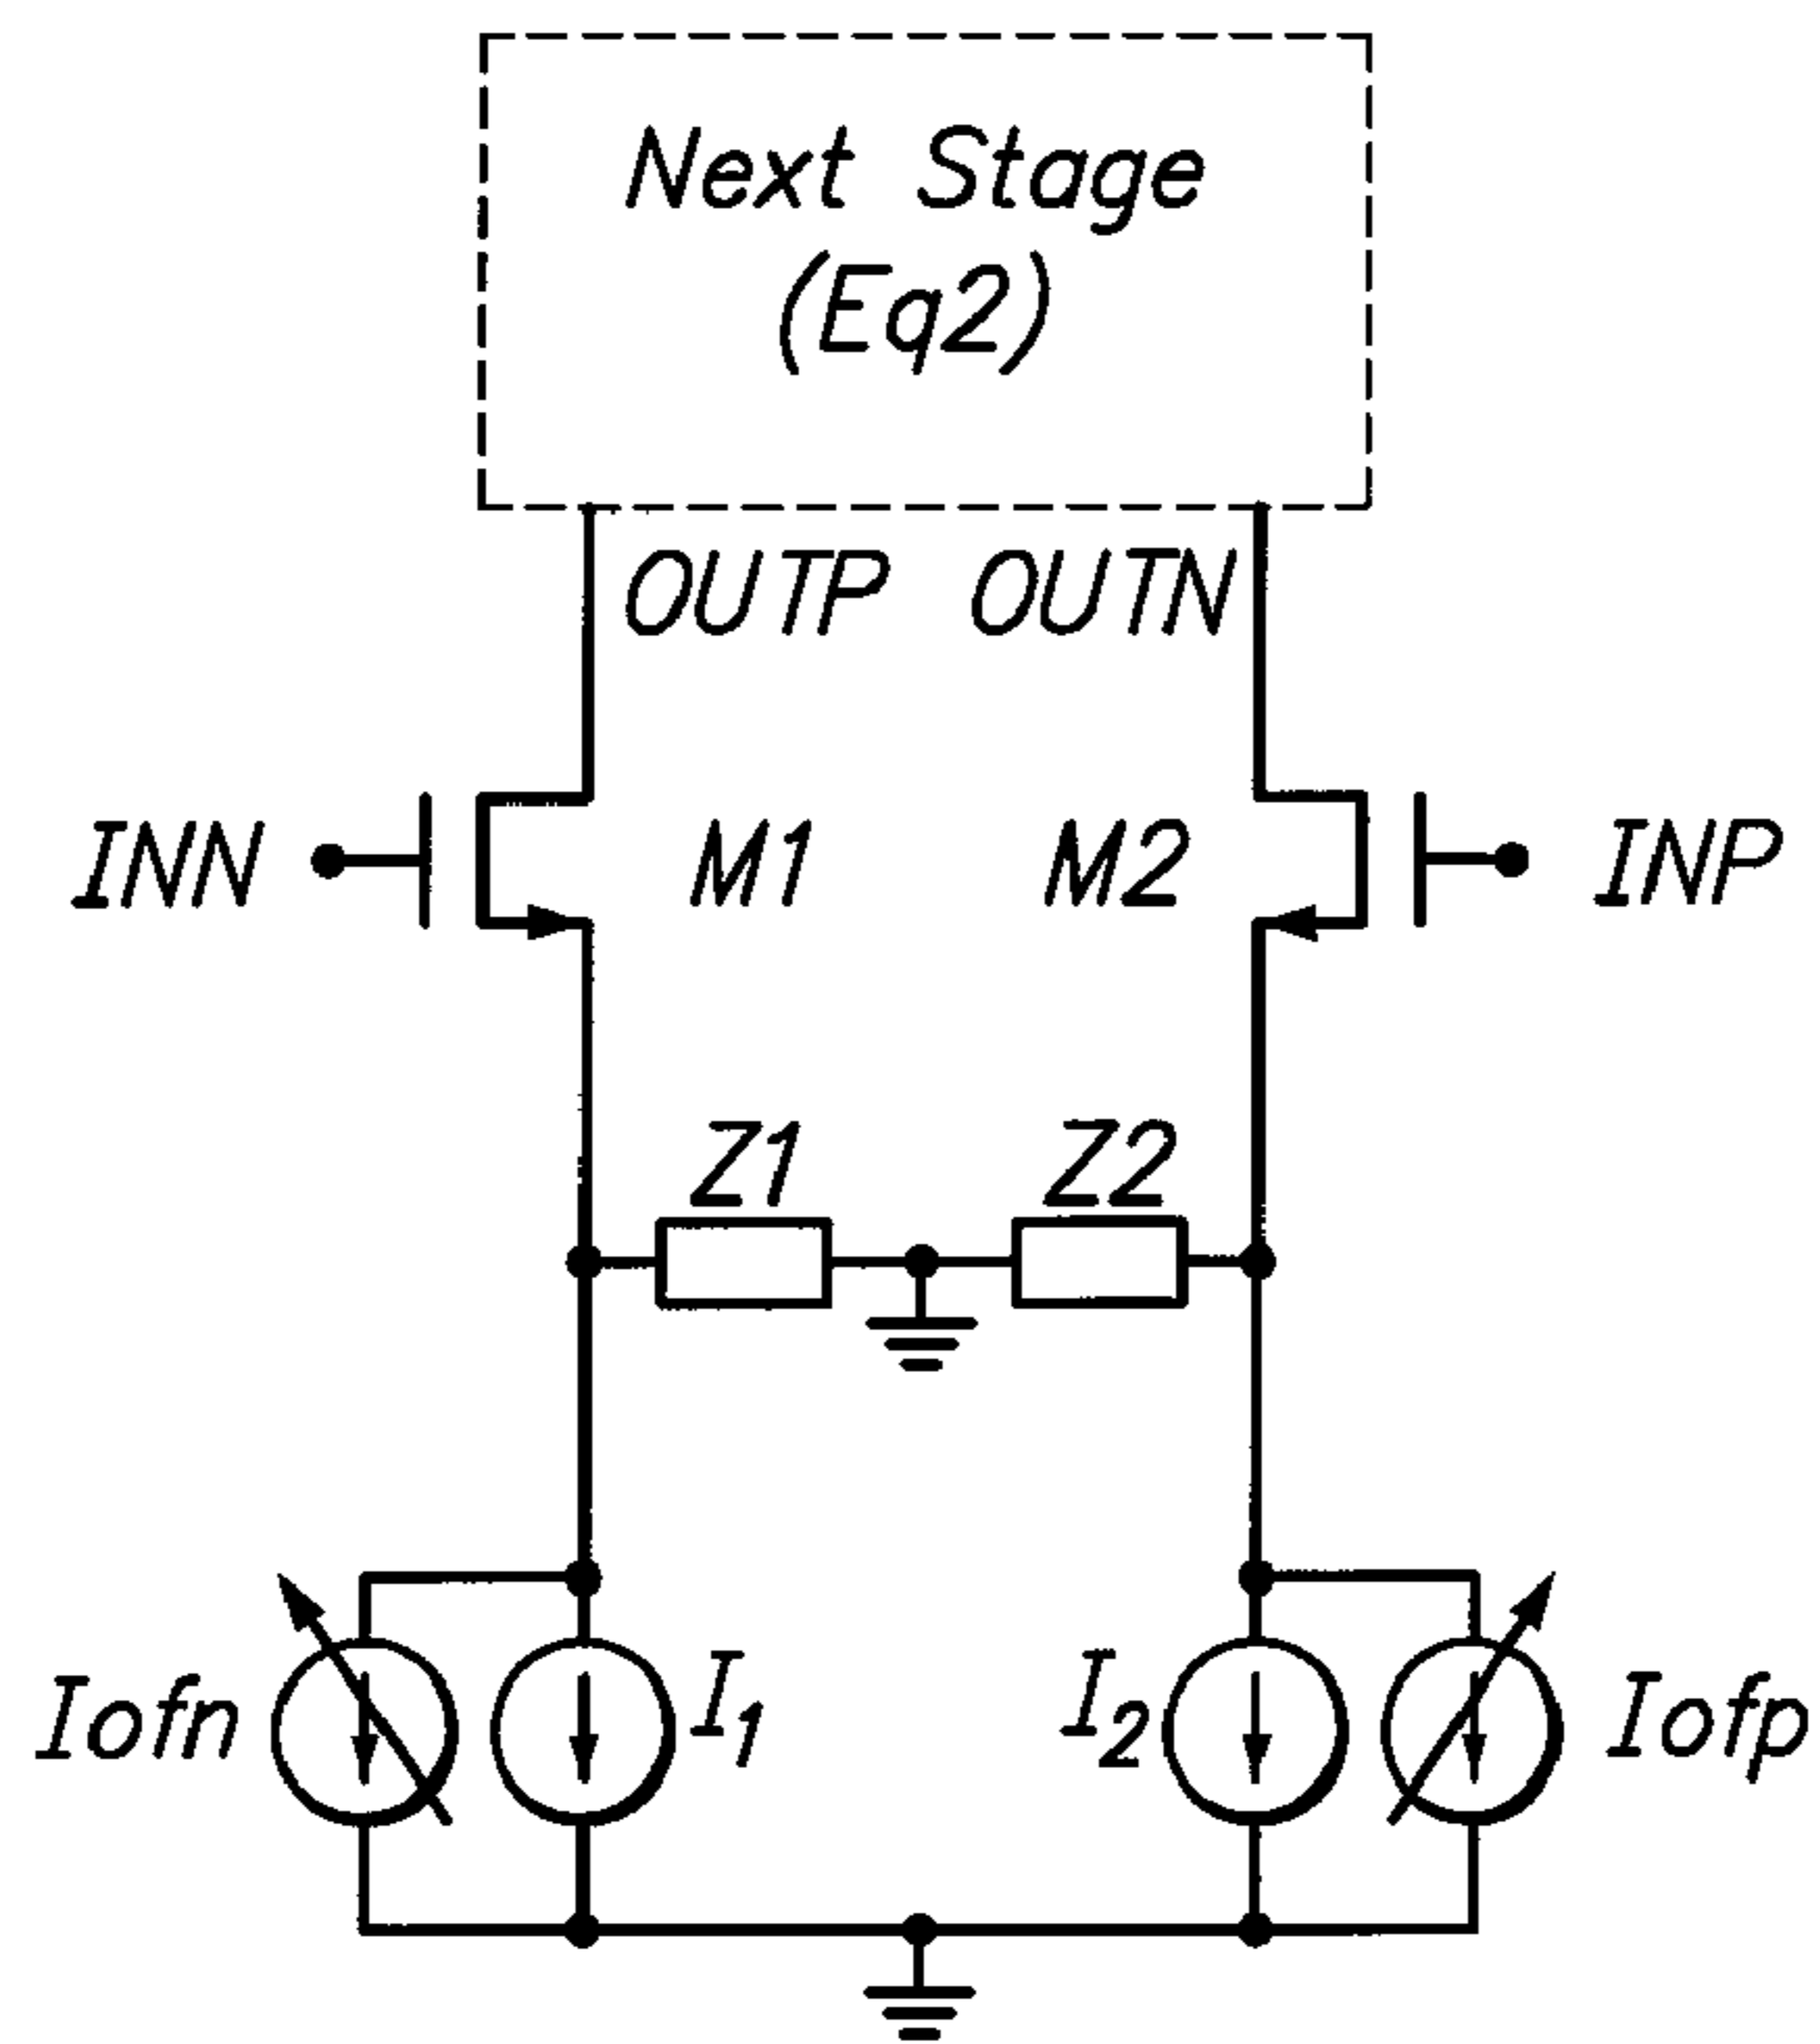 Next Stage
(Eq2)
OUTP OUTN
INN M1 M2 INP
Z1 Z2
Iofn I1 I2 Iofp